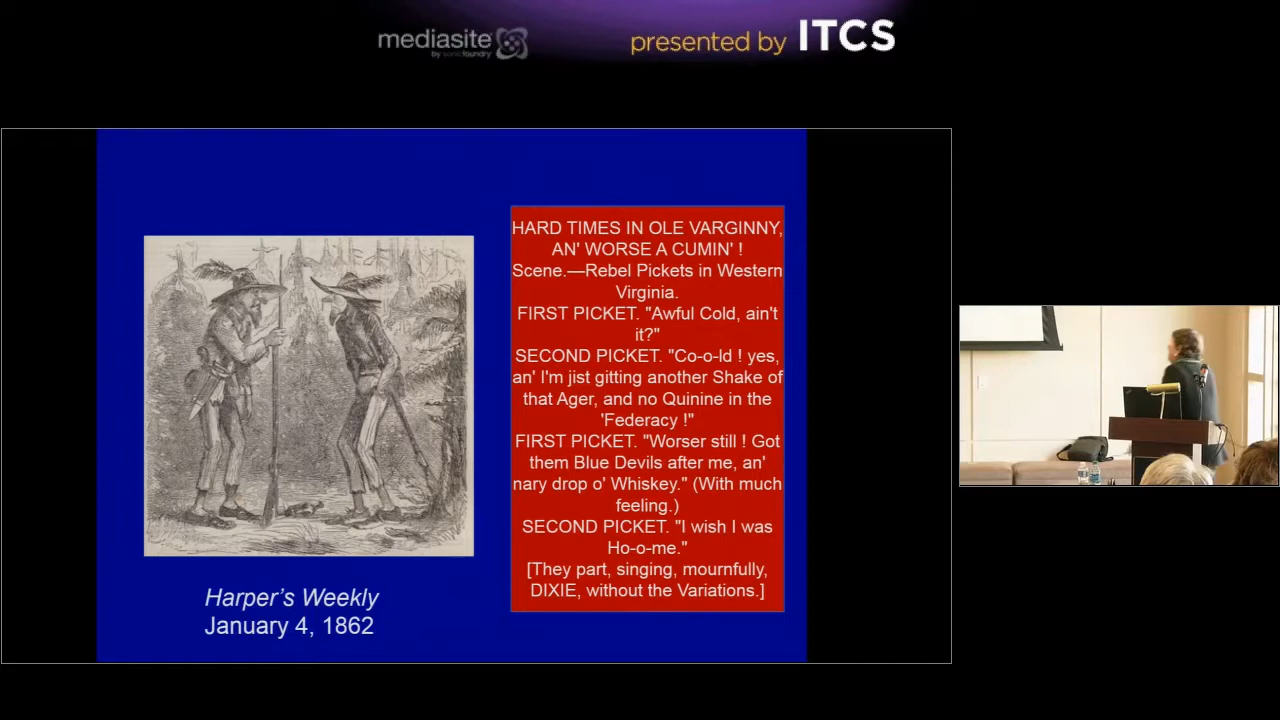 mediasite
by sonicfoundry
presented by ITCS
HARD TIMES IN OLE VARGINNY,
AN' WORSE A CUMIN' !
Scene.—Rebel Pickets in Western
Virginia.
FIRST PICKET. "Awful Cold, ain't
it?"
SECOND PICKET. "Co-o-ld ! yes,
an' I'm jist gitting another Shake of
that Ager, and no Quinine in the
'Federacy !"
FIRST PICKET. "Worser still ! Got
them Blue Devils after me, an'
nary drop o' Whiskey." (With much
feeling.)
SECOND PICKET. "I wish I was
Ho-o-me."
[They part, singing, mournfully,
DIXIE, without the Variations.]
Harper's Weekly
January 4, 1862